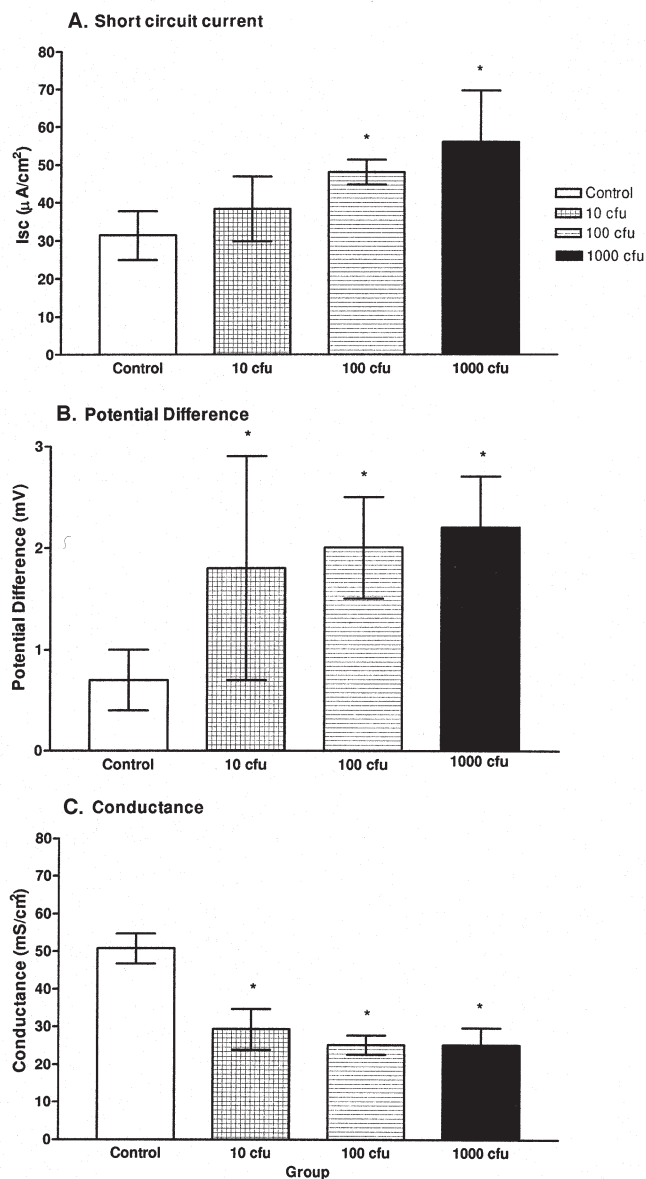 A. Short circuit current
80
70
60
50
40
30
20
10
0
Isc (μ A/cm²)
*
*
Control
10 cfu
100 cfu
1000 cfu
Control
10 cfu
100 cfu
1000 cfu
B. Potential Difference
3
2
1
0
Potential Difference (mV)
*
*
*
Control
10 cfu
100 cfu
1000 cfu
C. Conductance
80
70
60
50
40
30
20
10
0
Conductance (mS/cm²)
*
*
*
Control
10 cfu
100 cfu
1000 cfu
Group